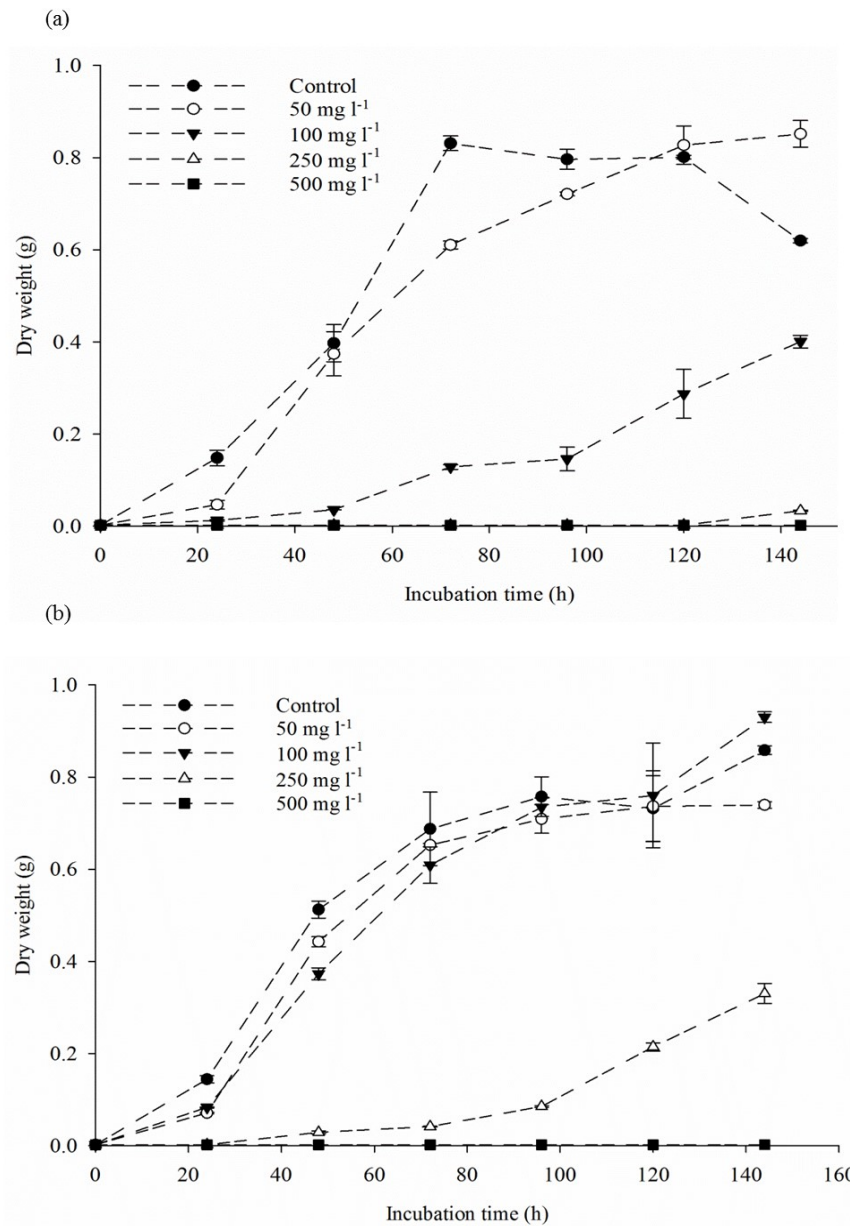 (a)
1.0
0.8
0.6
0.4
0.2
0.0
Dry weight (g)
Control
50 mg l⁻¹
100 mg l⁻¹
250 mg l⁻¹
500 mg l⁻¹
0 20 40 60 80 100 120 140
Incubation time (h)
(b)
1.0
0.8
0.6
0.4
0.2
0.0
Dry weight (g)
Control
50 mg l⁻¹
100 mg l⁻¹
250 mg l⁻¹
500 mg l⁻¹
0 20 40 60 80 100 120 140 160
Incubation time (h)